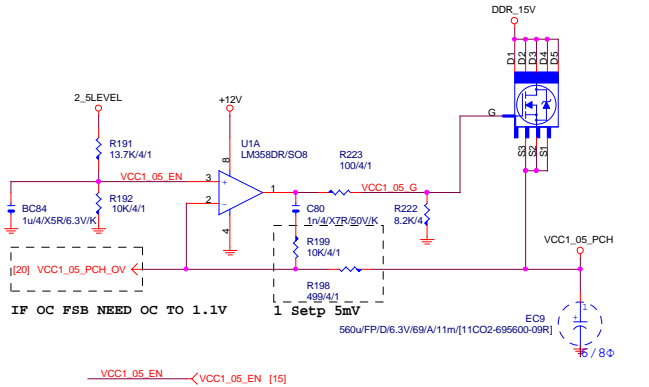 DDR_15V
D1
D2
D3
D4
D5
2_5LEVEL
+12V
G
R191
13.7K/4/1
U1A
LM358DR/SO8
8
R223
100/4/1
S3
S2
S1
VCC1_05_EN
3
+
1
VCC1_05_G
2
-
BC84
1u/4/X5R/6.3V/K
R192
10K/4/1
C80
1n/4/X7R/50V/K
R222
8.2K/4
4
R199
10K/4/1
VCC1_05_PCH
[20] VCC1_05_PCH_OV
R198
499/4/1
IF OC FSB NEED OC TO 1.1V
1 Setp 5mV
1
+
EC9
560u/FP/D/6.3V/69/A/11m/[11CO2-695600-09R]
6 / 8Φ
VCC1_05_EN
VCC1_05_EN [15]